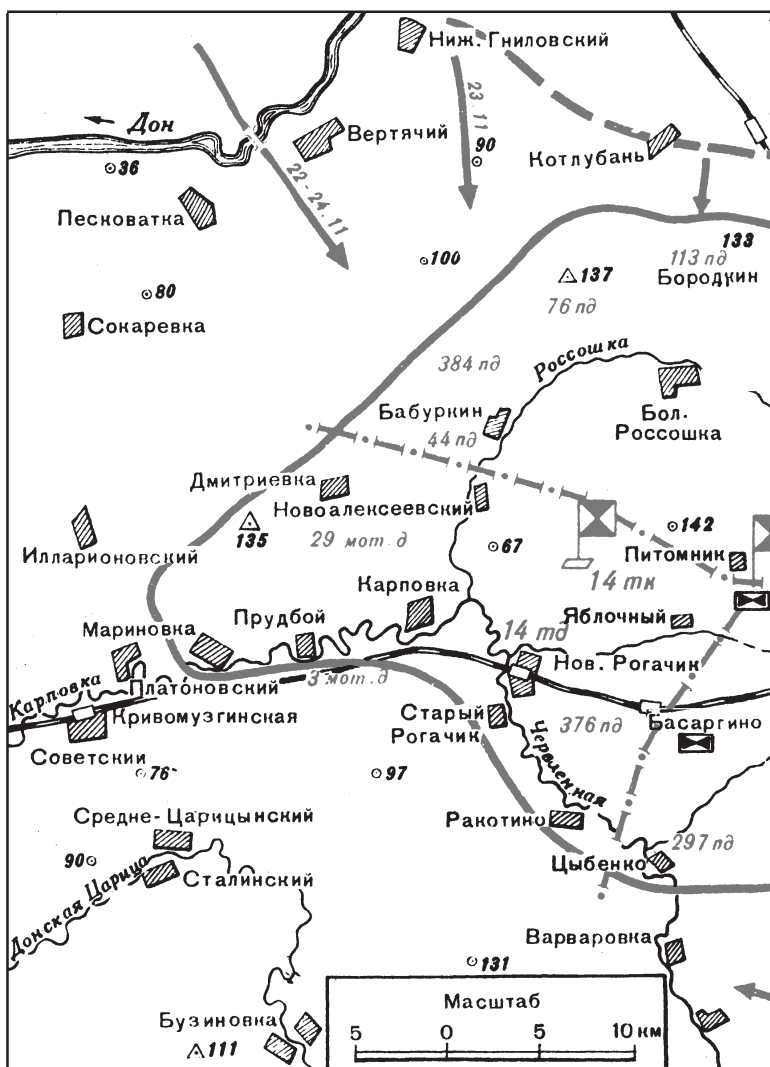 Ниж. Гниловский
23.11
Дон
Вертячий
90
Котлубань
36
22-24.11
Песковатка
133
113 пд
100
137
Бородкин
80
76 пд
Сокаревка
Россошка
384 пд
Бабуркин
Бол.
Россошка
44 пд
Дмитриевка
Новоалексеевский
135
29 мот. д
142
Илларионовский
67
Питомник
14 тк
Карповка
Прудбой
Яблочный
Мариновка
14 тд
Нов. Рогачик
Карповка
Платоновский
3 мот. д
Кривомузгинская
Старый
Рогачик
376 пд
Басаргино
Советский
Червленная
76
97
Средне-Царицынский
Ракотино
297 пд
90
Цыбенко
Сталинский
Донская Царица
Варваровка
131
Масштаб
Бузиновка
5 0 5 10 км
111